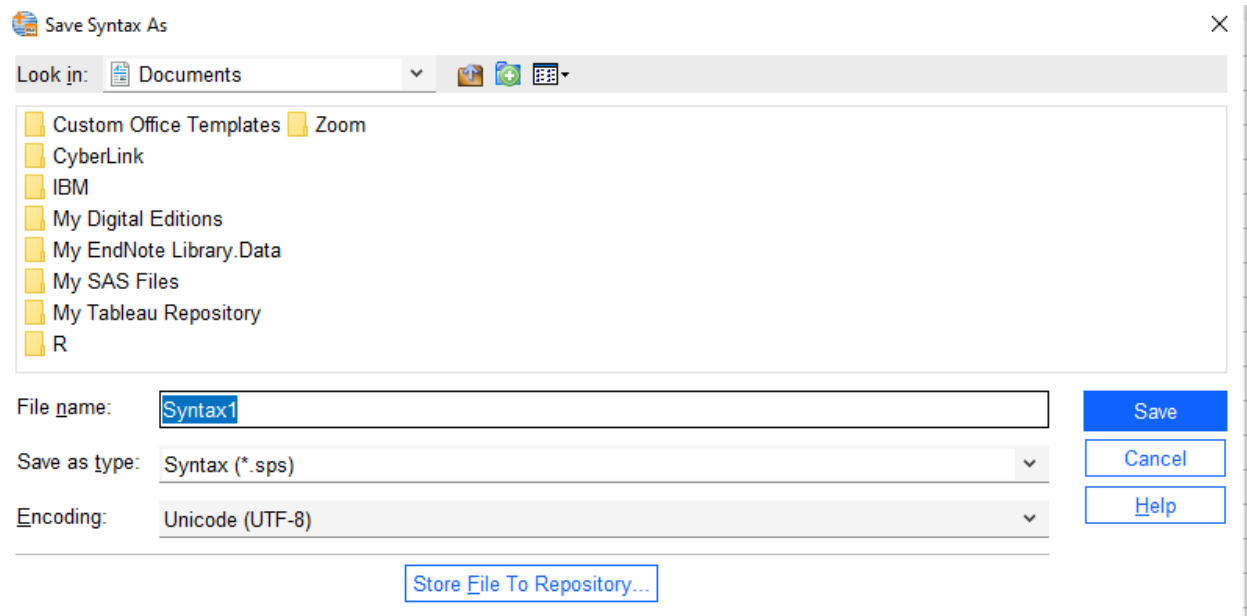 Save Syntax As
Look in: Documents
Custom Office Templates Zoom
CyberLink
IBM
My Digital Editions
My EndNote Library.Data
My SAS Files
My Tableau Repository
R
File name: Syntax1 Save
Save as type: Syntax (*.sps) Cancel
Encoding: Unicode (UTF-8) Help
Store File To Repository...